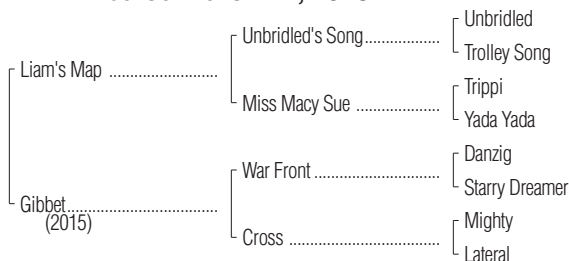 Unbridled
Unbridled's Song
Trolley Song
Liam's Map
Trippi
Miss Macy Sue
Yada Yada
Danzig
War Front
Starry Dreamer
Gibbet
(2015)
Mighty
Cross
Lateral